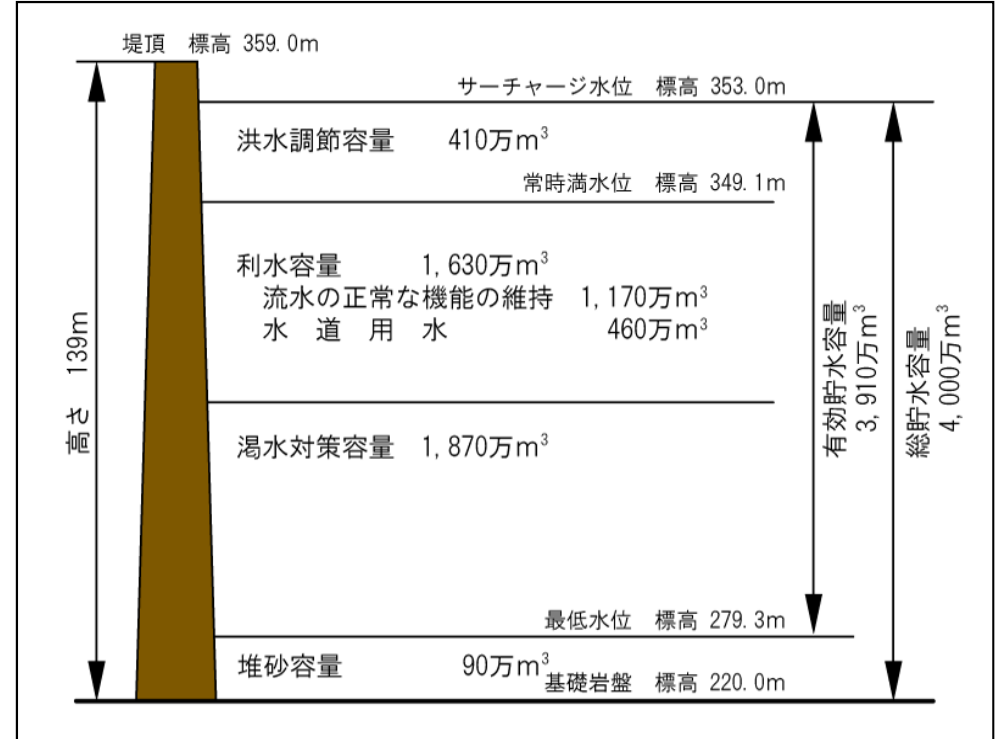 堤頂　標高 359.0m
サーチャージ水位　標高 353.0m
洪水調節容量　410万m³
常時満水位　標高 349.1m
利水容量　1,630万m³
流水の正常な機能の維持　1,170万m³
水　道　用　水　460万m³
渇水対策容量　1,870万m³
最低水位　標高 279.3m
堆砂容量　90万m³
基礎岩盤　標高 220.0m
高さ 139m
有効貯水容量
3,910万m³
総貯水容量
4,000万m³